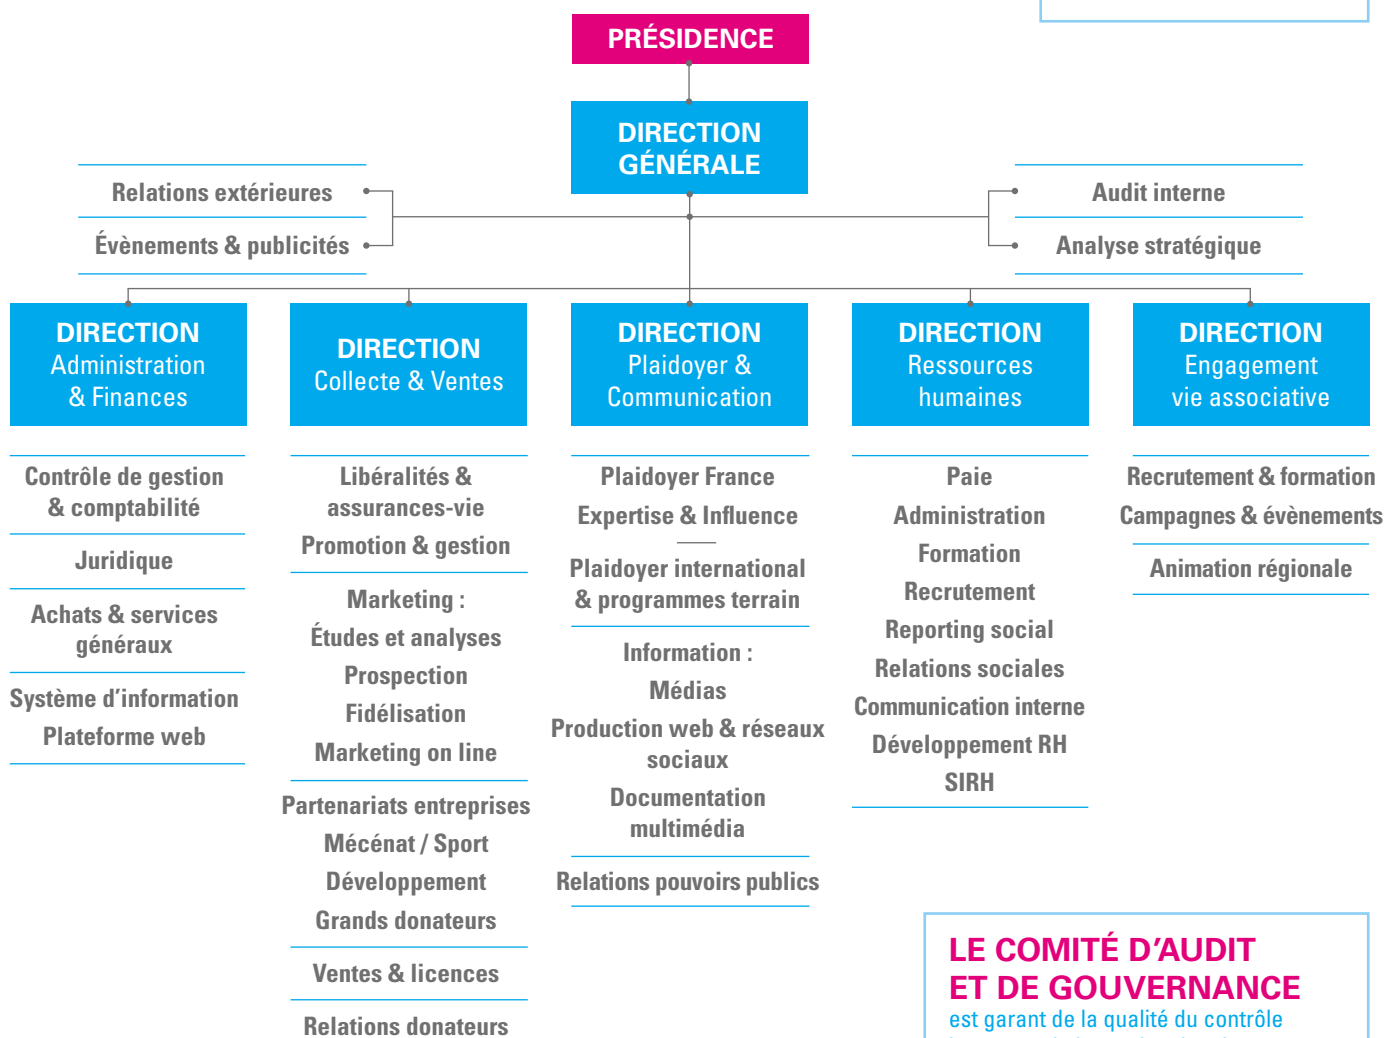 PRÉSIDENCE
DIRECTION
GÉNÉRALE
Relations extérieures
Évènements & publicités
Audit interne
Analyse stratégique
DIRECTION
Administration
& Finances
Contrôle de gestion
& comptabilité
Juridique
Achats & services
généraux
Système d’information
Plateforme web
DIRECTION
Collecte & Ventes
Libéralités &
assurances-vie
Promotion & gestion
Marketing :
Études et analyses
Prospection
Fidélisation
Marketing on line
Partenariats entreprises
Mécénat / Sport
Développement
Grands donateurs
Ventes & licences
Relations donateurs
DIRECTION
Plaidoyer &
Communication
Plaidoyer France
Expertise & Influence
Plaidoyer international
& programmes terrain
Information :
Médias
Production web & réseaux
sociaux
Documentation
multimédia
Relations pouvoirs publics
DIRECTION
Ressources
humaines
Paie
Administration
Formation
Recrutement
Reporting social
Relations sociales
Communication interne
Développement RH
SIRH
DIRECTION
Engagement
vie associative
Recrutement & formation
Campagnes & évènements
Animation régionale
LE COMITÉ D’AUDIT
ET DE GOUVERNANCE
est garant de la qualité du contrôle